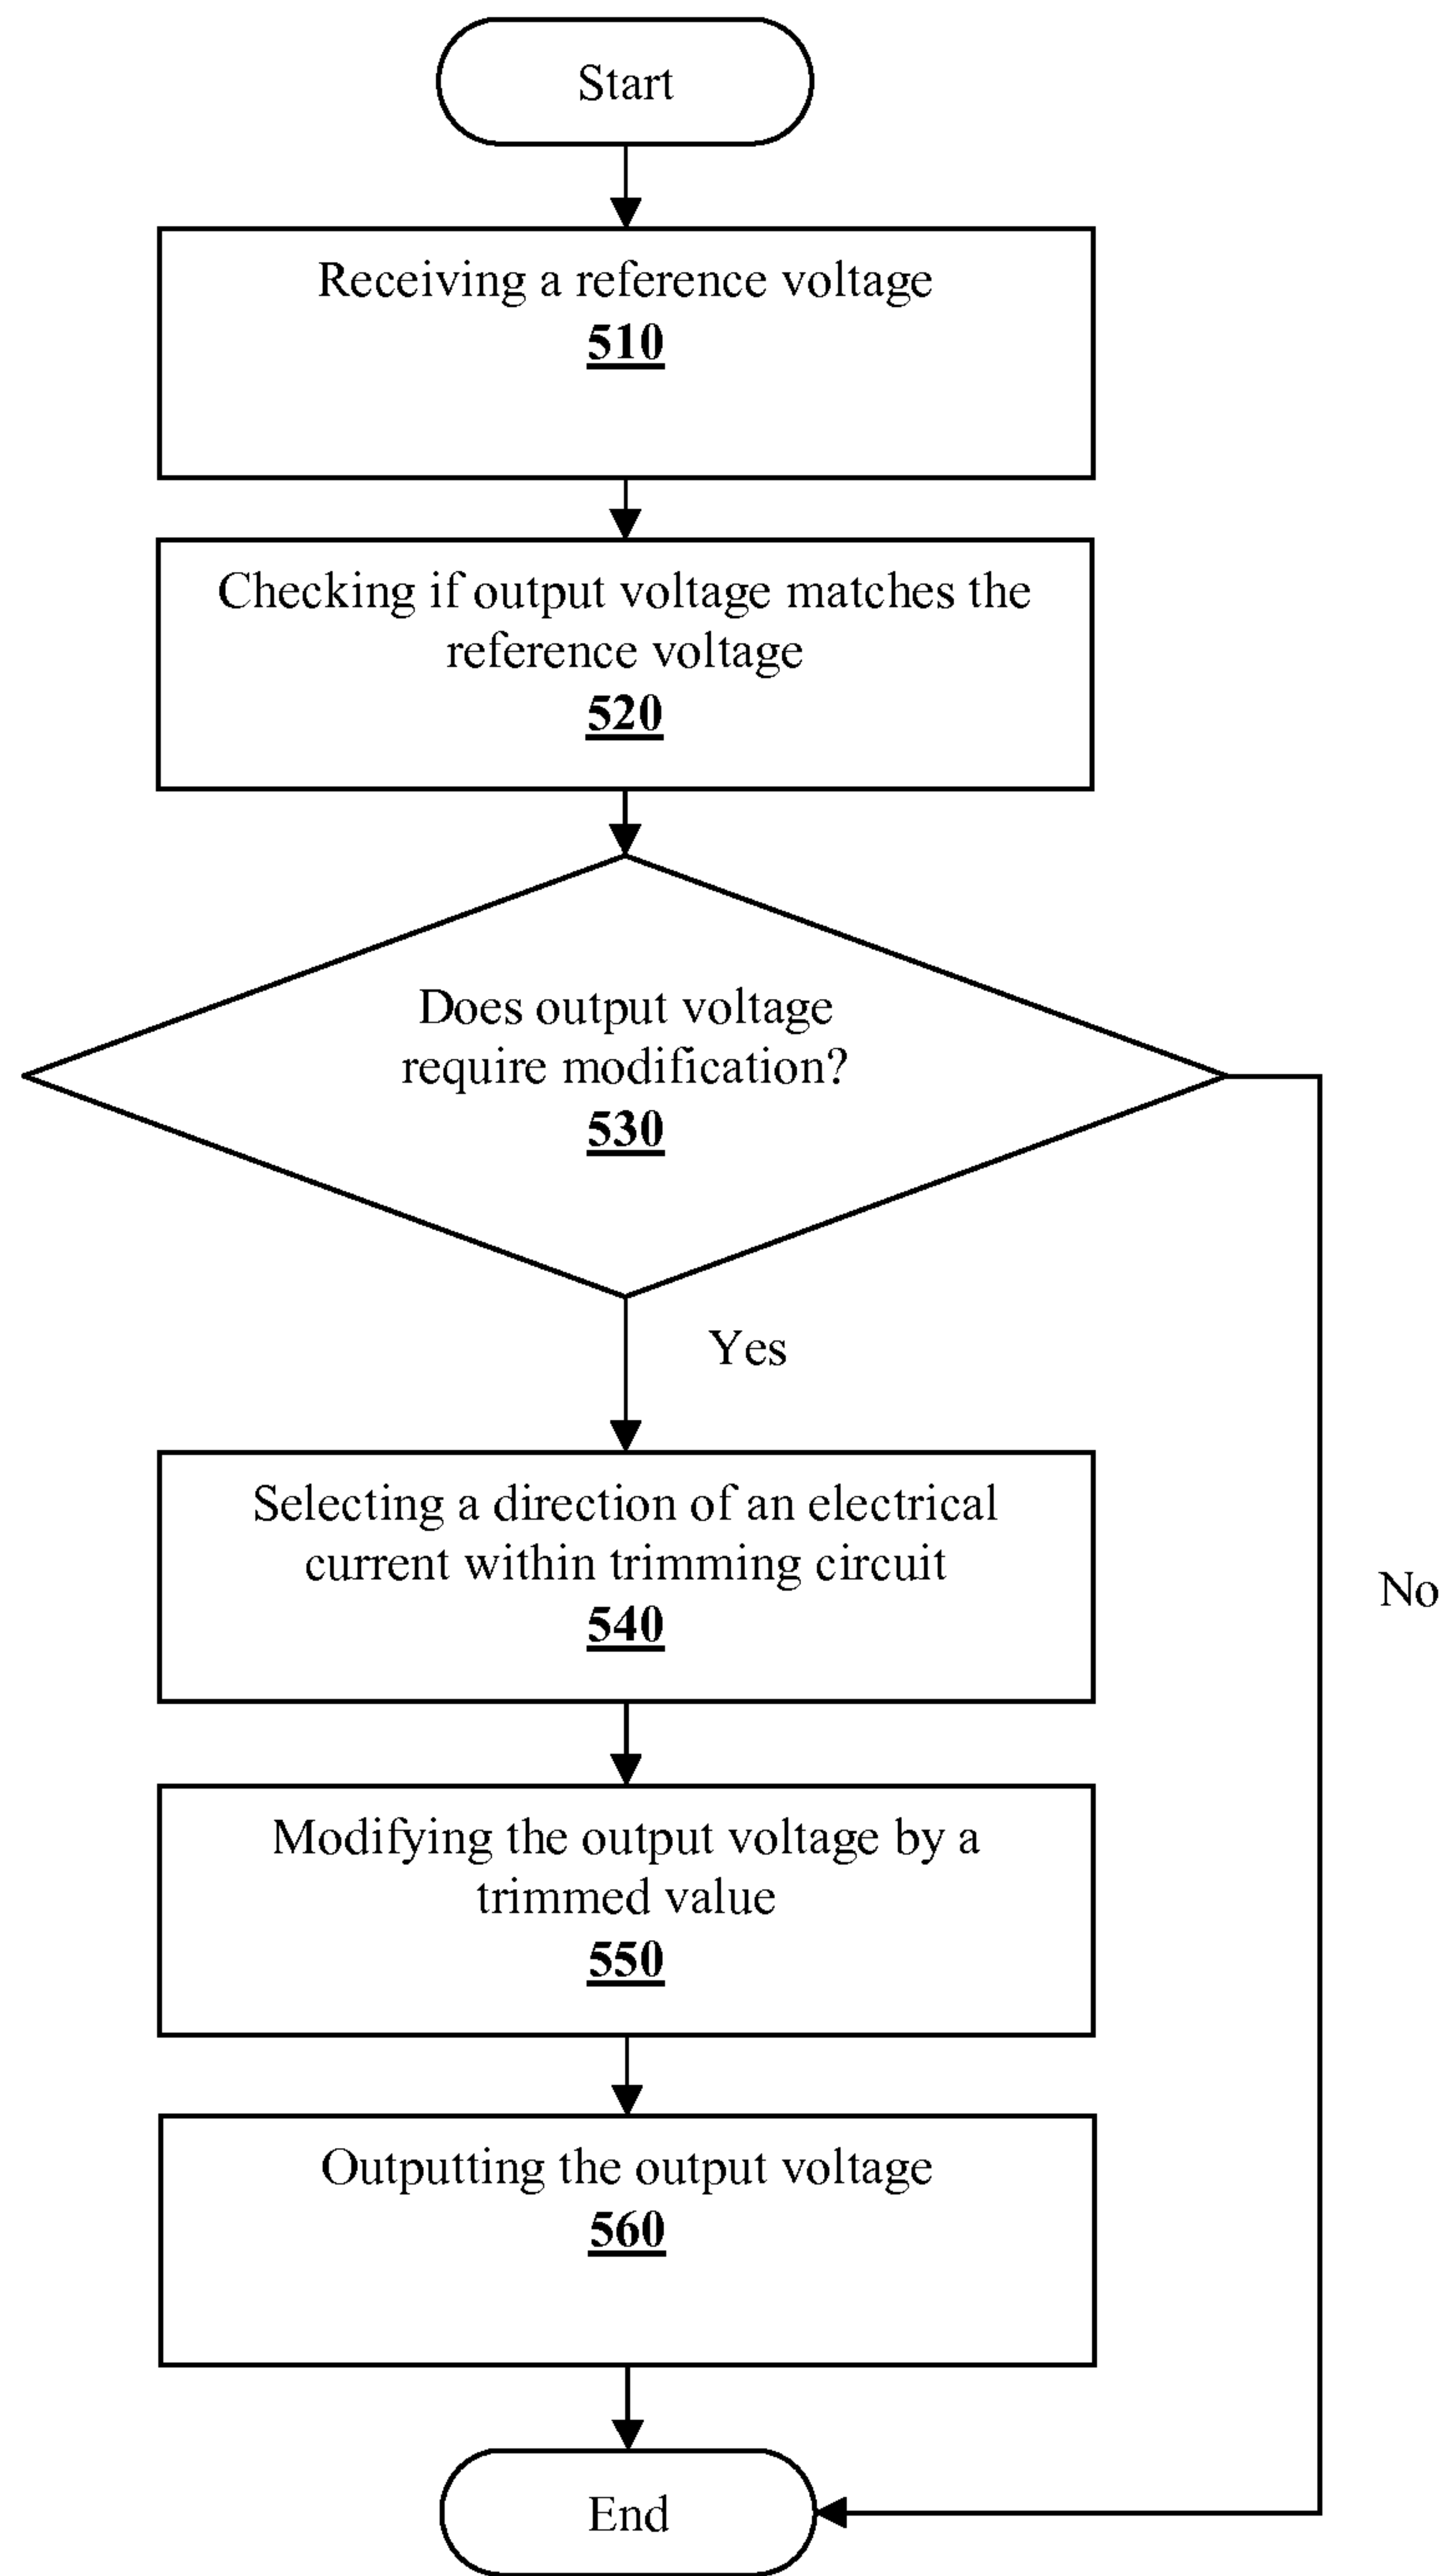 Start
Receiving a reference voltage
510
Checking if output voltage matches the
reference voltage
520
Does output voltage
require modification?
530
Yes
Selecting a direction of an electrical
current within trimming circuit
540
No
Modifying the output voltage by a
trimmed value
550
Outputting the output voltage
560
End